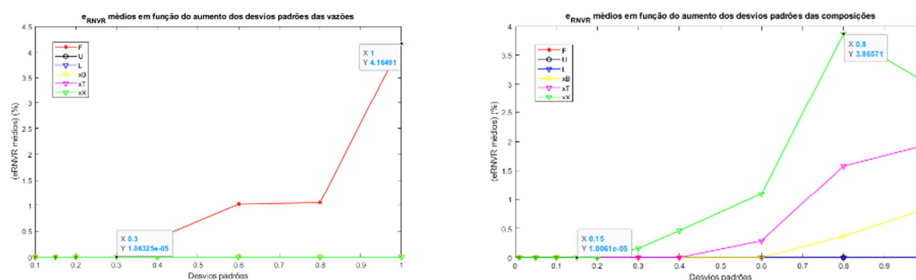 e_RNVR médios em função do aumento dos desvios padrões das vazões
4.5
4
3.5
3
2.5
2
1.5
1
0.5
0
(eRNVR médios) (%)
F
U
L
xB
xT
xX
X 1
Y 4.16491
X 0.3
Y 1.06325e-05
0.1
0.2
0.3
0.4
0.5
0.6
0.7
0.8
0.9
1
Desvios padrões
e_RNVR médios em função do aumento dos desvios padrões das composições
4
3.5
3
2.5
2
1.5
1
0.5
0
(eRNVR médios) (%)
F
U
L
xB
xT
xX
X 0.8
Y 3.86571
X 0.15
Y 1.0061e-05
0
0.1
0.2
0.3
0.4
0.5
0.6
0.7
0.8
0.9
Desvios padrões